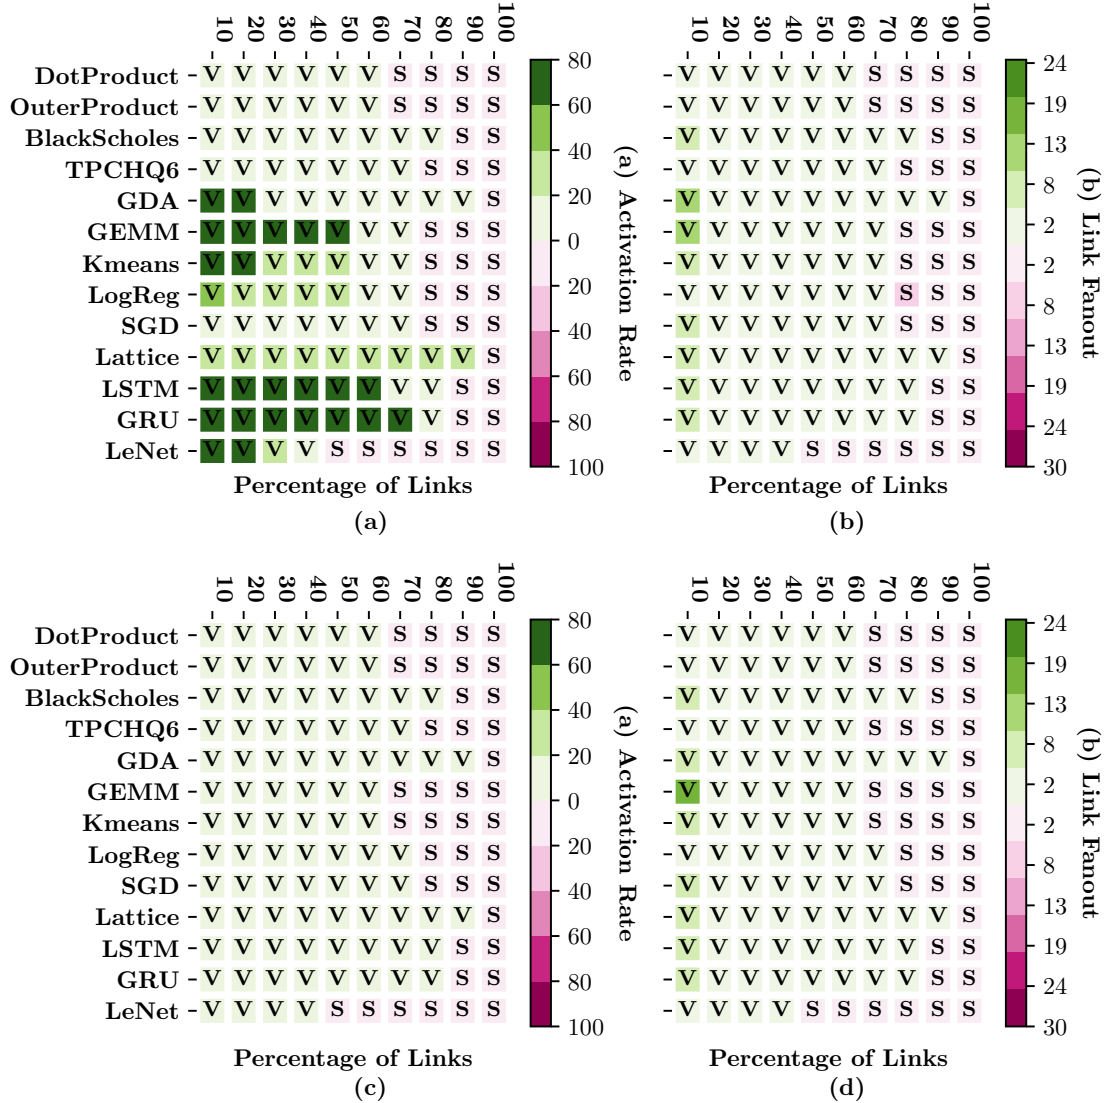 10 20 30 40 50 60 70 80 90 100
DotProduct V V V V V V S S S S
OuterProduct V V V V V V S S S S
BlackScholes V V V V V V V V S S
TPCHQ6 V V V V V V V S S S
GDA V V V V V V V V V S
GEMM V V V V V V V S S S
Kmeans V V V V V V V S S S
LogReg V V V V V V V S S S
SGD V V V V V V V S S S
Lattice V V V V V V V V V S
LSTM V V V V V V V V S S
GRU V V V V V V V V S S
LeNet V V V V S S S S S S
Percentage of Links
(a)
80
60
40
20
0
20
40
60
80
100
(a) Activation Rate
10 20 30 40 50 60 70 80 90 100
V V V V V V S S S S
V V V V V V S S S S
V V V V V V V V S S
V V V V V V V S S S
V V V V V V V V V S
V V V V V V V S S S
V V V V V V V S S S
V V V V V V V S S S
V V V V V V V S S S
V V V V V V V V V S
V V V V V V V V S S
V V V V V V V V S S
V V V V S S S S S S
Percentage of Links
(b)
24
19
13
8
2
2
8
13
19
24
30
(b) Link Fanout
10 20 30 40 50 60 70 80 90 100
DotProduct V V V V V V S S S S
OuterProduct V V V V V V S S S S
BlackScholes V V V V V V V V S S
TPCHQ6 V V V V V V V S S S
GDA V V V V V V V V V S
GEMM V V V V V V S S S S
Kmeans V V V V V V S S S S
LogReg V V V V V V V S S S
SGD V V V V V V V S S S
Lattice V V V V V V V V V S
LSTM V V V V V V V V S S
GRU V V V V V V V V S S
LeNet V V V V S S S S S S
Percentage of Links
(c)
80
60
40
20
0
20
40
60
80
100
(a) Activation Rate
10 20 30 40 50 60 70 80 90 100
V V V V V V S S S S
V V V V V V S S S S
V V V V V V V V S S
V V V V V V S S S S
V V V V V V V V V S
V V V V V V S S S S
V V V V V V S S S S
V V V V V V V S S S
V V V V V V V S S S
V V V V V V V V V S
V V V V V V V V S S
V V V V V V V V S S
V V V V S S S S S S
Percentage of Links
(d)
24
19
13
8
2
2
8
13
19
24
30
(b) Link Fanout